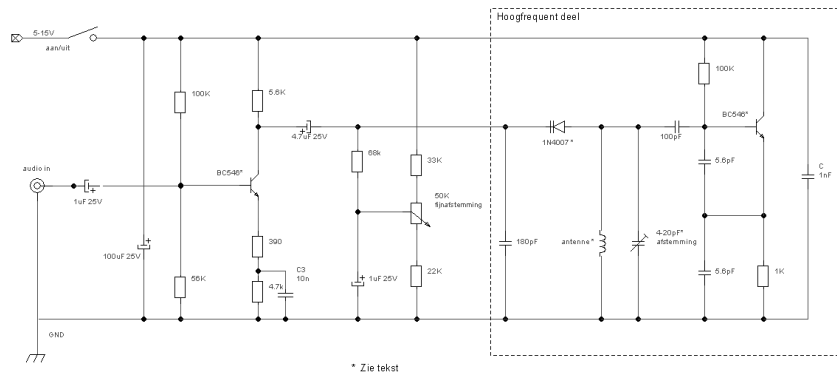 Hoogfrequent deel
5-15V
aan/uit
100K
5.6K
100K
BC546*
4.7uF 25V
1N4007*
100pF
68k
33K
5.6pF
C
1nF
audio in
BC546*
50K
fijnafstemming
1uF 25V
4-20pF*
afstemming
390
180pF
antenne*
100uF 25V
C3
10n
56K
4.7k
1uF 25V
22K
5.6pF
1K
GND
* Zie tekst